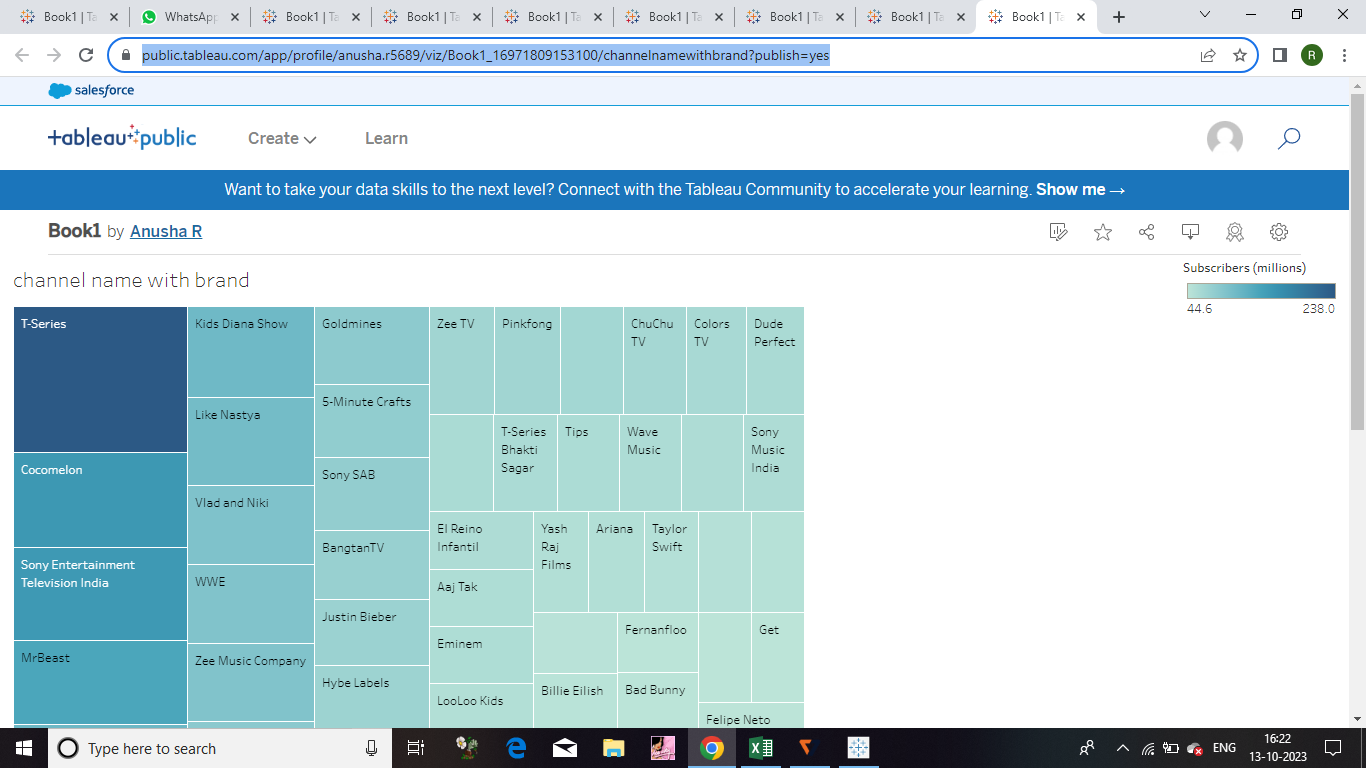 Book1 | Ta
WhatsApp
Book1 | Ta
Book1 | Ta
Book1 | Ta
Book1 | Ta
Book1 | Ta
Book1 | Ta
Book1 | Ta
public.tableau.com/app/profile/anusha.r5689/viz/Book1_16971809153100/channelnamewithbrand?publish=yes
R
salesforce
tableau public
Create
Learn
Want to take your data skills to the next level? Connect with the Tableau Community to accelerate your learning. Show me →
Book1 by Anusha R
channel name with brand
Subscribers (millions)
44.6
238.0
T-Series
Cocomelon
Sony Entertainment
Television India
MrBeast
Kids Diana Show
Like Nastya
Vlad and Niki
WWE
Zee Music Company
Goldmines
5-Minute Crafts
Sony SAB
BangtanTV
Justin Bieber
Hybe Labels
Zee TV
Pinkfong
ChuChu
TV
Colors
TV
Dude
Perfect
T-Series
Bhakti
Sagar
Tips
Wave
Music
Sony
Music
India
El Reino
Infantil
Aaj Tak
Eminem
LooLoo Kids
Yash
Raj
Films
Ariana
Taylor
Swift
Fernanfloo
Get
Billie Eilish
Bad Bunny
Felipe Neto
Type here to search
ENG
16:22
13-10-2023